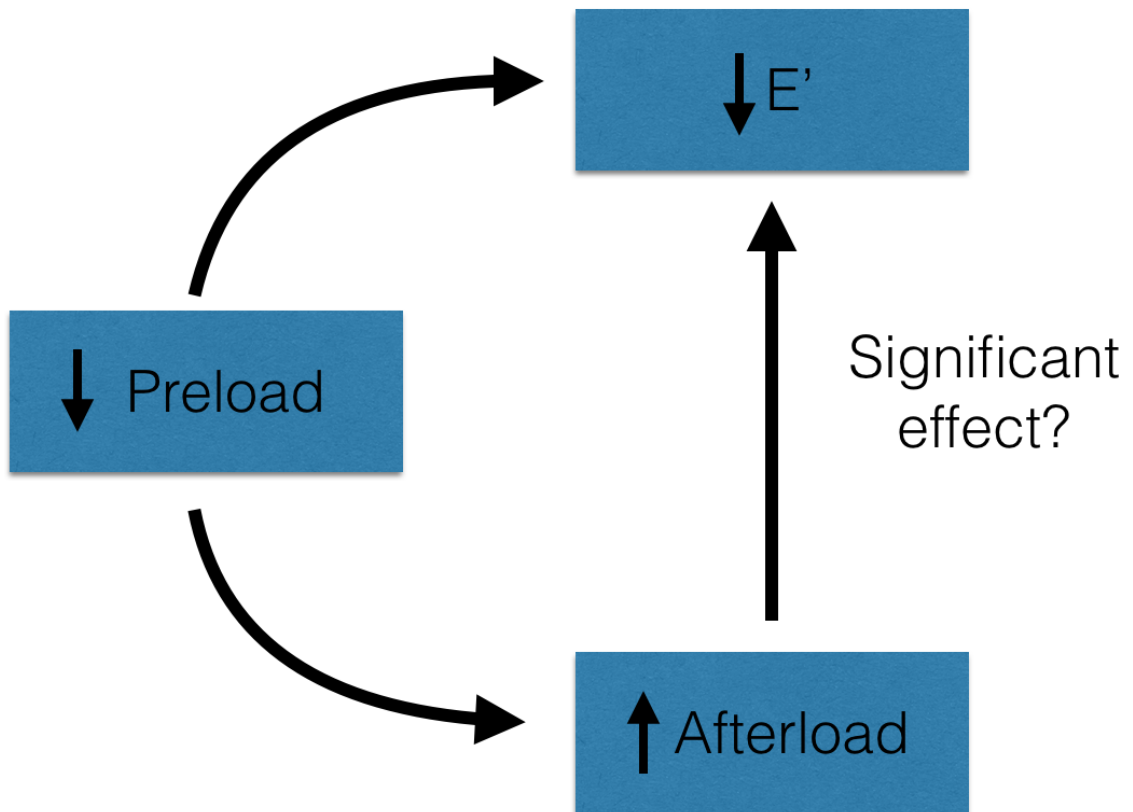 ↓ E’
↓ Preload
Significant
effect?
↑ Afterload